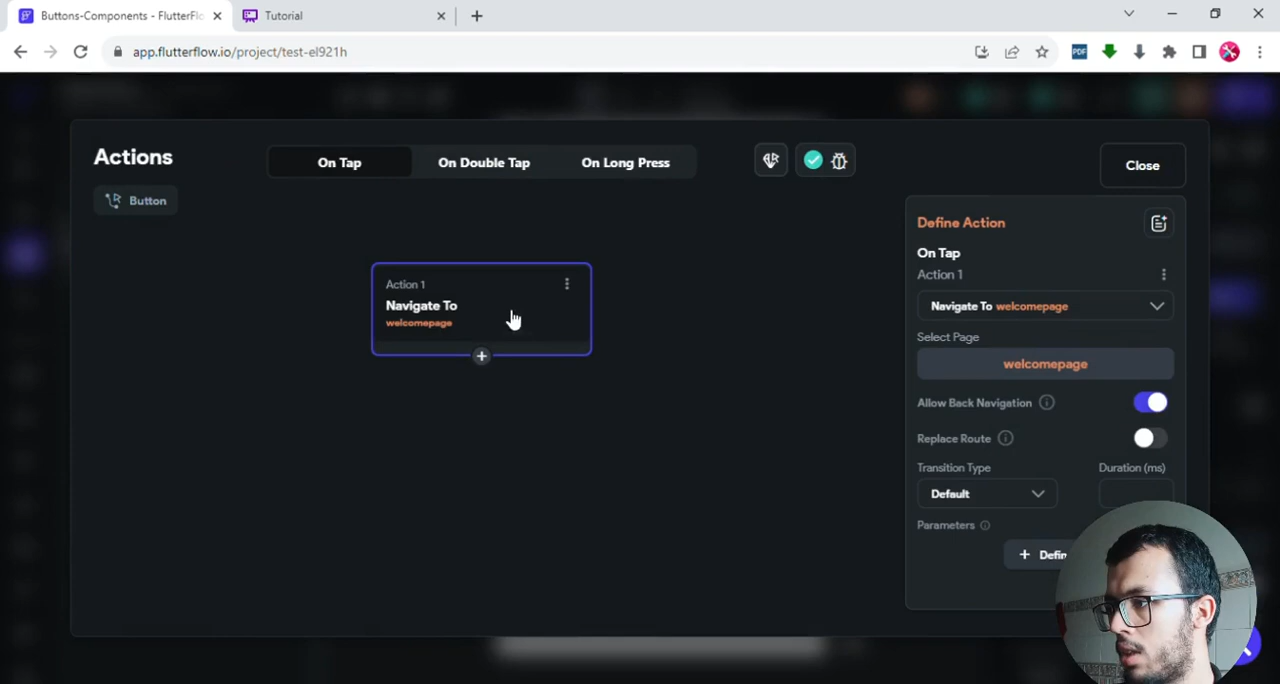 Buttons-Components - FlutterFlo
Tutorial
app.flutterflow.io/project/test-el921h
PDF
Actions
On Tap
On Double Tap
On Long Press
Close
Button
Action 1
Navigate To
welcomepage
Define Action
On Tap
Action 1
Navigate To welcomepage
Select Page
welcomepage
Allow Back Navigation
Replace Route
Transition Type
Duration (ms)
Default
Parameters
+ Defin